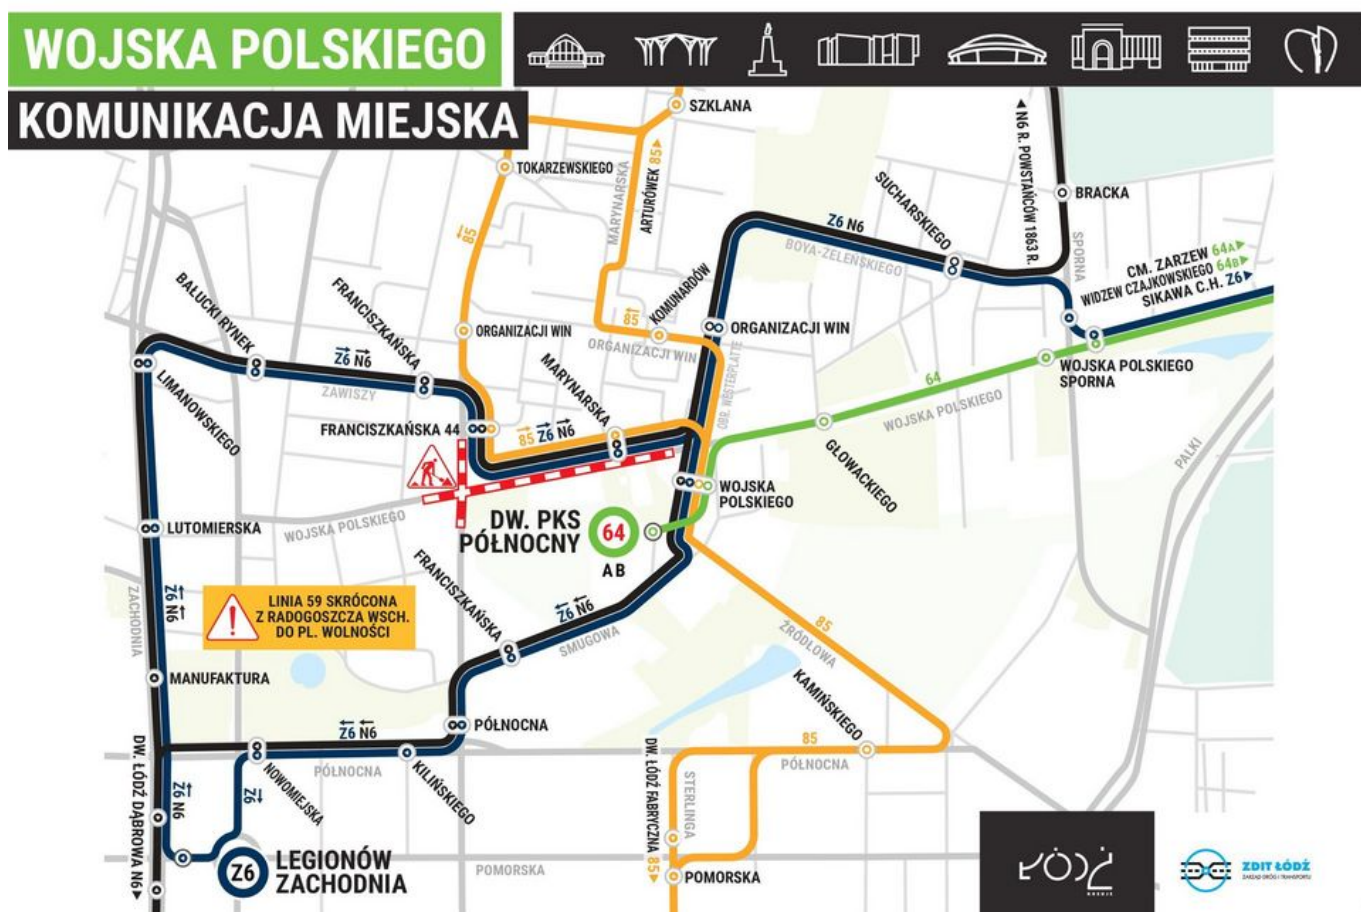 WOJSKA POLSKIEGO
KOMUNIKACJA MIEJSKA
SZKLANA
TOKARZEWSKIEGO
MARYNARSKA
ARTURÓWEK 85
85
SUCHARSKIEGO
Z6 N6
BOYA-ŻELEŃSKIEGO
N6 R. POWSTAŃCÓW 1863 R.
BRACKA
SPORNA
CM. ZARZEW 64A
WIDZEW CZAJKOWSKIEGO 64B
SIKAWA C.H. Z6
BAŁUCKI RYNEK
FRANCISZKAŃSKA
KOMUNARDÓW
85
ORGANIZACJI WIN
ORGANIZACJI WIN
ORGANIZACJI WIN
OBR. WESTERPLATTE
Z6 N6
ZAWISZY
MARYNARSKA
LIMANOWSKIEGO
FRANCISZKAŃSKA 44
85 Z6 N6
64
WOJSKA POLSKIEGO
WOJSKA POLSKIEGO
SPORNA
GŁOWACKIEGO
PALKI
WOJSKA
POLSKIEGO
LUTOMIERSKA
WOJSKA POLSKIEGO
DW. PKS
PÓŁNOCNY
64
A B
FRANCISZKAŃSKA
Z6 N6
SMUGOWA
ZACHODNIA
Z6 N6
LINIA 59 SKRÓCONA
Z RADOGOSZCZA WSCH.
DO PL. WOLNOŚCI
85
ŹRÓDŁOWA
MANUFAKTURA
KAMIŃSKIEGO
PÓŁNOCNA
Z6 N6
PÓŁNOCNA
NOWOMIEJSKA
KILIŃSKIEGO
85
PÓŁNOCNA
DW. ŁÓDŹ DĄBROWA N6
Z6 N6
Z6
DW. ŁÓDŹ FABRYCZNA 85
STERLINGA
Z6
LEGIONÓW
ZACHODNIA
POMORSKA
POMORSKA
ŁÓDŹ
ZDIT ŁÓDŹ
ZARZĄD DRÓG I TRANSPORTU